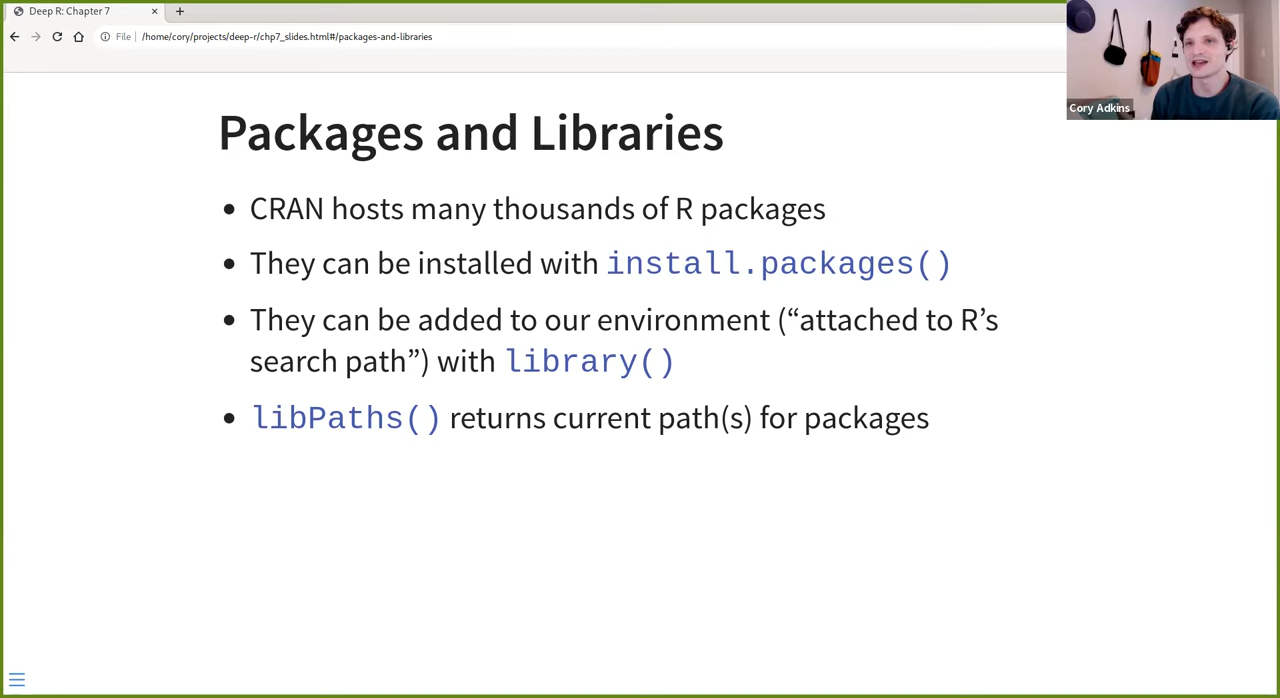 Deep R: Chapter 7
File
/home/cory/projects/deep-r/chp7_slides.html#/packages-and-libraries
Cory Adkins
Packages and Libraries
• CRAN hosts many thousands of R packages
• They can be installed with install.packages()
• They can be added to our environment (“attached to R’s
search path”) with library()
• libPaths() returns current path(s) for packages